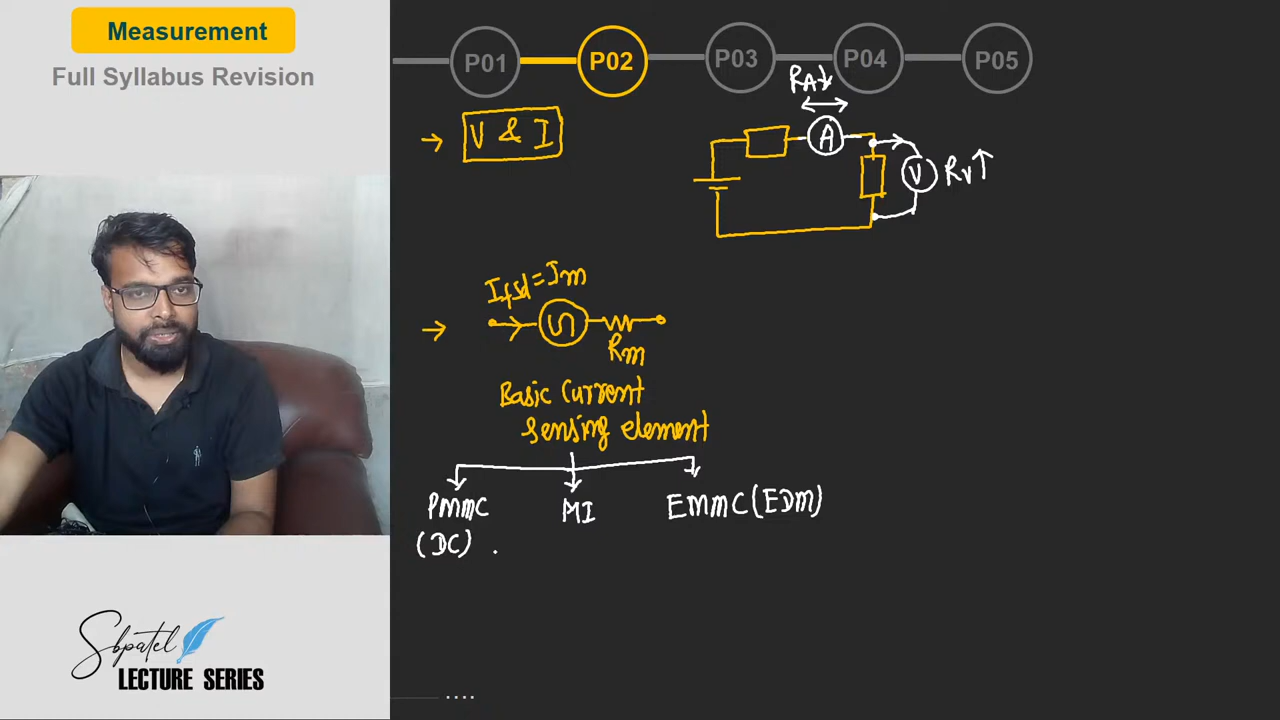 Measurement
Full Syllabus Revision
P01
P02
P03
P04
P05
RA↓
→ V & I
A
V
Rv↑
Ifsd = Im
→
Rm
Basic Current
Sensing element
PMMC
MI
EMMC (EDM)
(DC)
Sbpatel
LECTURE SERIES
....